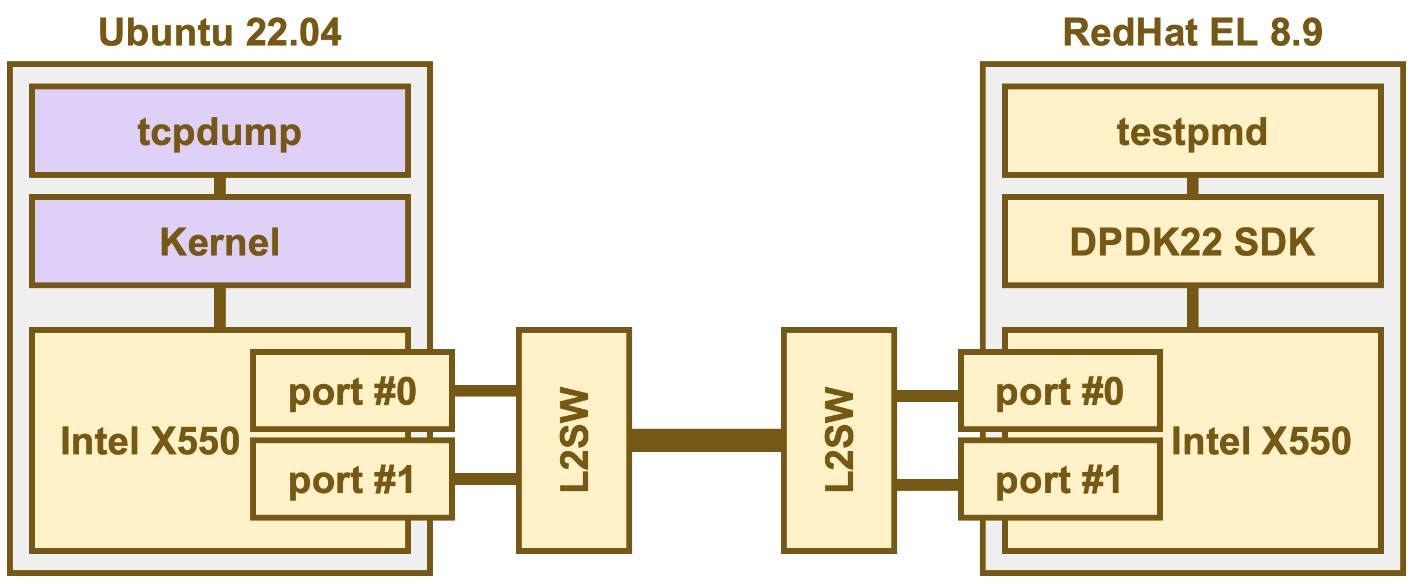 Ubuntu 22.04
tcpdump
Kernel
Intel X550
port #0
port #1
L2SW
L2SW
RedHat EL 8.9
testpmd
DPDK22 SDK
port #0
port #1
Intel X550